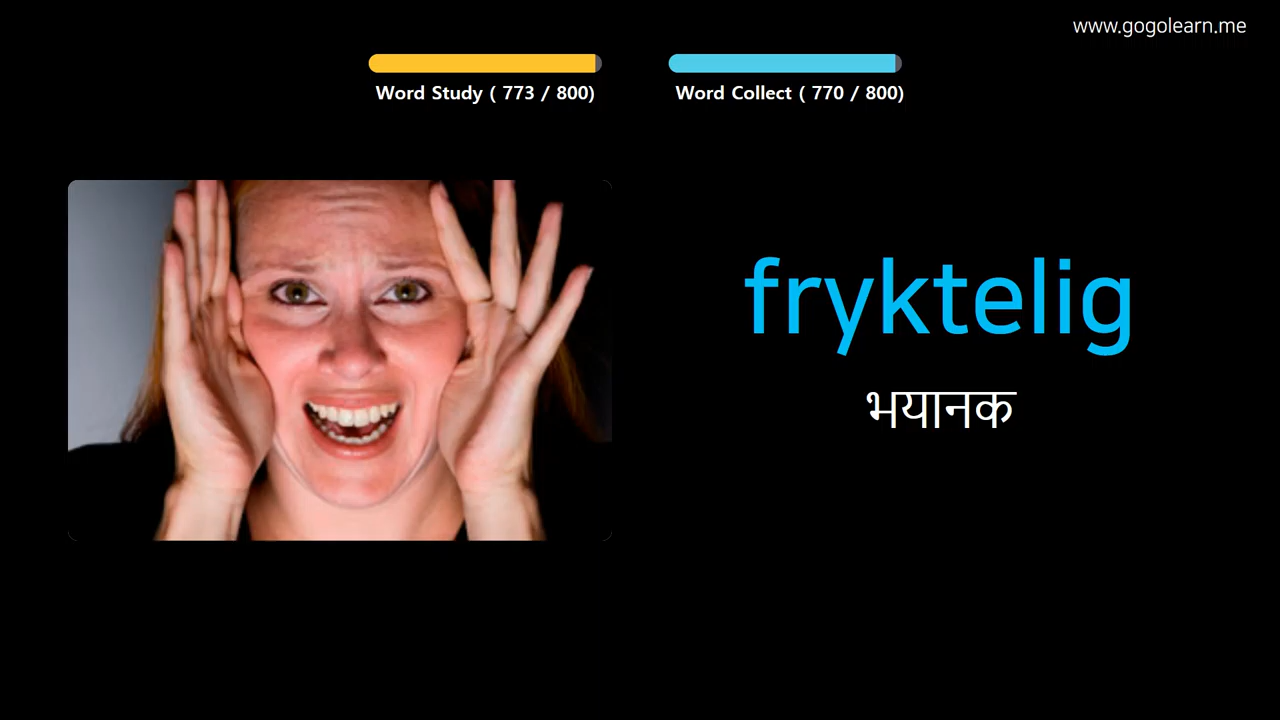 www.gogolearn.me
Word Study ( 773 / 800)
Word Collect ( 770 / 800)
fryktelig
भयानक